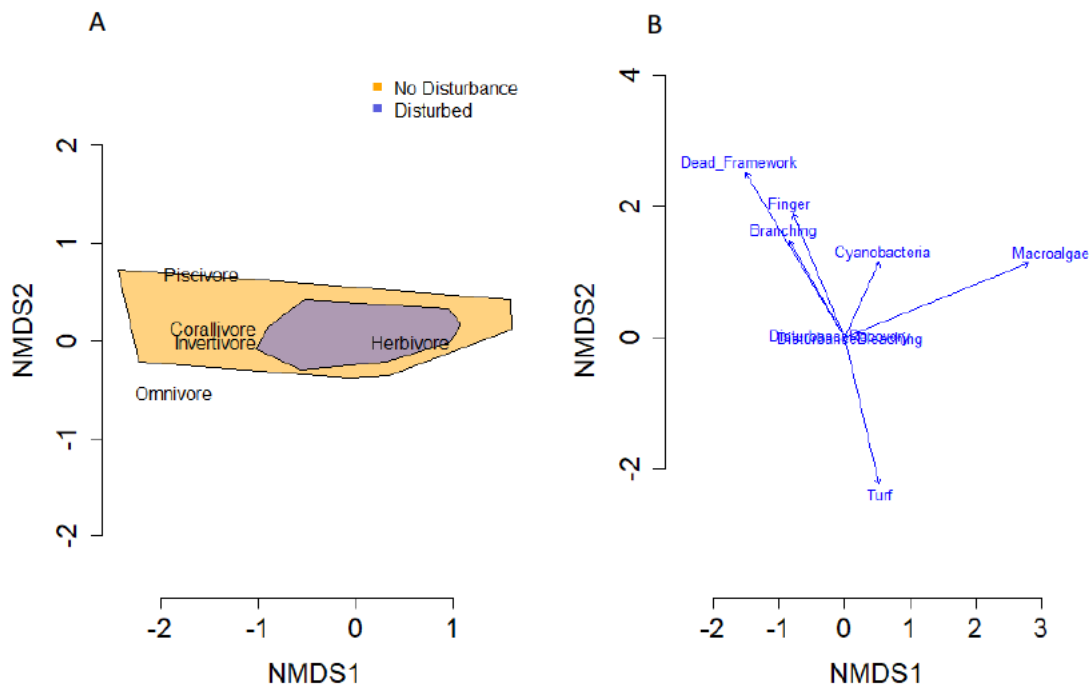 A
No Disturbance
Disturbed
NMDS2
2
1
0
-1
-2
Piscivore
Corallivore
Invertivore
Herbivore
Omnivore
-2 -1 0 1
NMDS1
B
NMDS2
4
2
0
-2
Dead_Framework
Finger
Branching
Cyanobacteria
Macroalgae
Turf
-2 -1 0 1 2 3
NMDS1